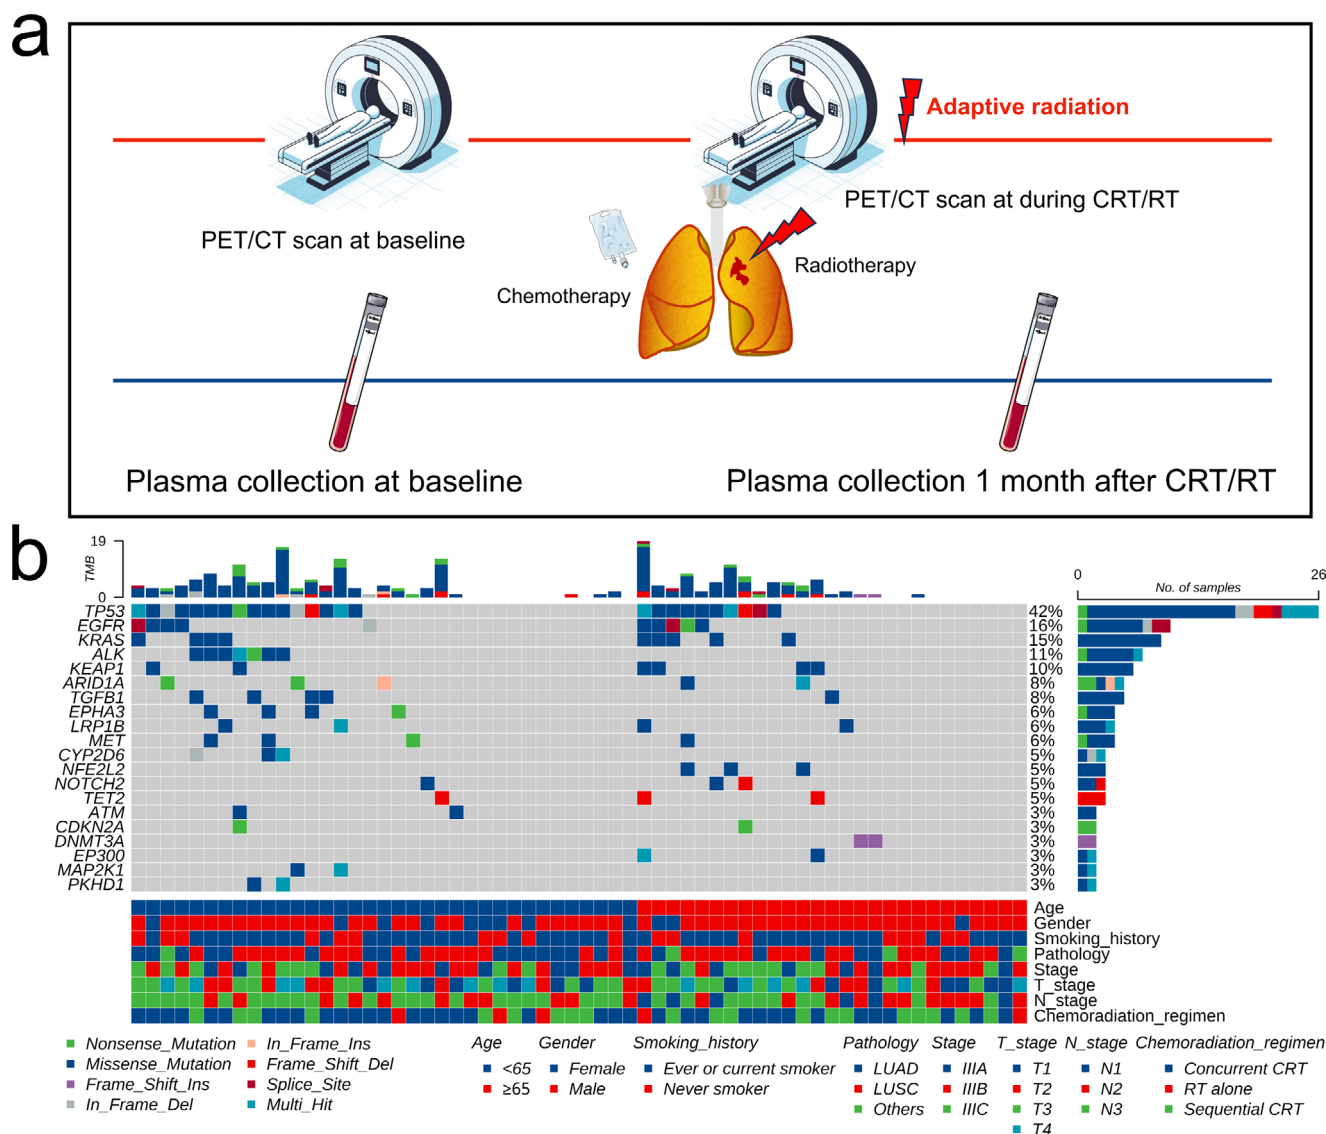 a
Adaptive radiation
PET/CT scan at baseline
PET/CT scan at during CRT/RT
Chemotherapy
Radiotherapy
Plasma collection at baseline
Plasma collection 1 month after CRT/RT
b
TMB
19
0
0
26
No. of samples
TP53 42%
EGFR 16%
KRAS 15%
ALK 11%
KEAP1 10%
ARID1A 8%
TGFB1 8%
EPHA3 6%
LRP1B 6%
MET 6%
CYP2D6 5%
NFE2L2 5%
NOTCH2 5%
TET2 5%
ATM 3%
CDKN2A 3%
DNMT3A 3%
EP300 3%
MAP2K1 3%
PKHD1 3%
Age
Gender
Smoking_history
Pathology
Stage
T_stage
N_stage
Chemoradiation_regimen
Nonsense_Mutation
Missense_Mutation
Frame_Shift_Ins
In_Frame_Del
In_Frame_Ins
Frame_Shift_Del
Splice_Site
Multi_Hit
Age
<65
≥65
Gender
Female
Male
Smoking_history
Ever or current smoker
Never smoker
Pathology
LUAD
LUSC
Others
Stage
IIIA
IIIB
IIIC
T_stage
T1
T2
T3
T4
N_stage
N1
N2
N3
Chemoradiation_regimen
Concurrent CRT
RT alone
Sequential CRT